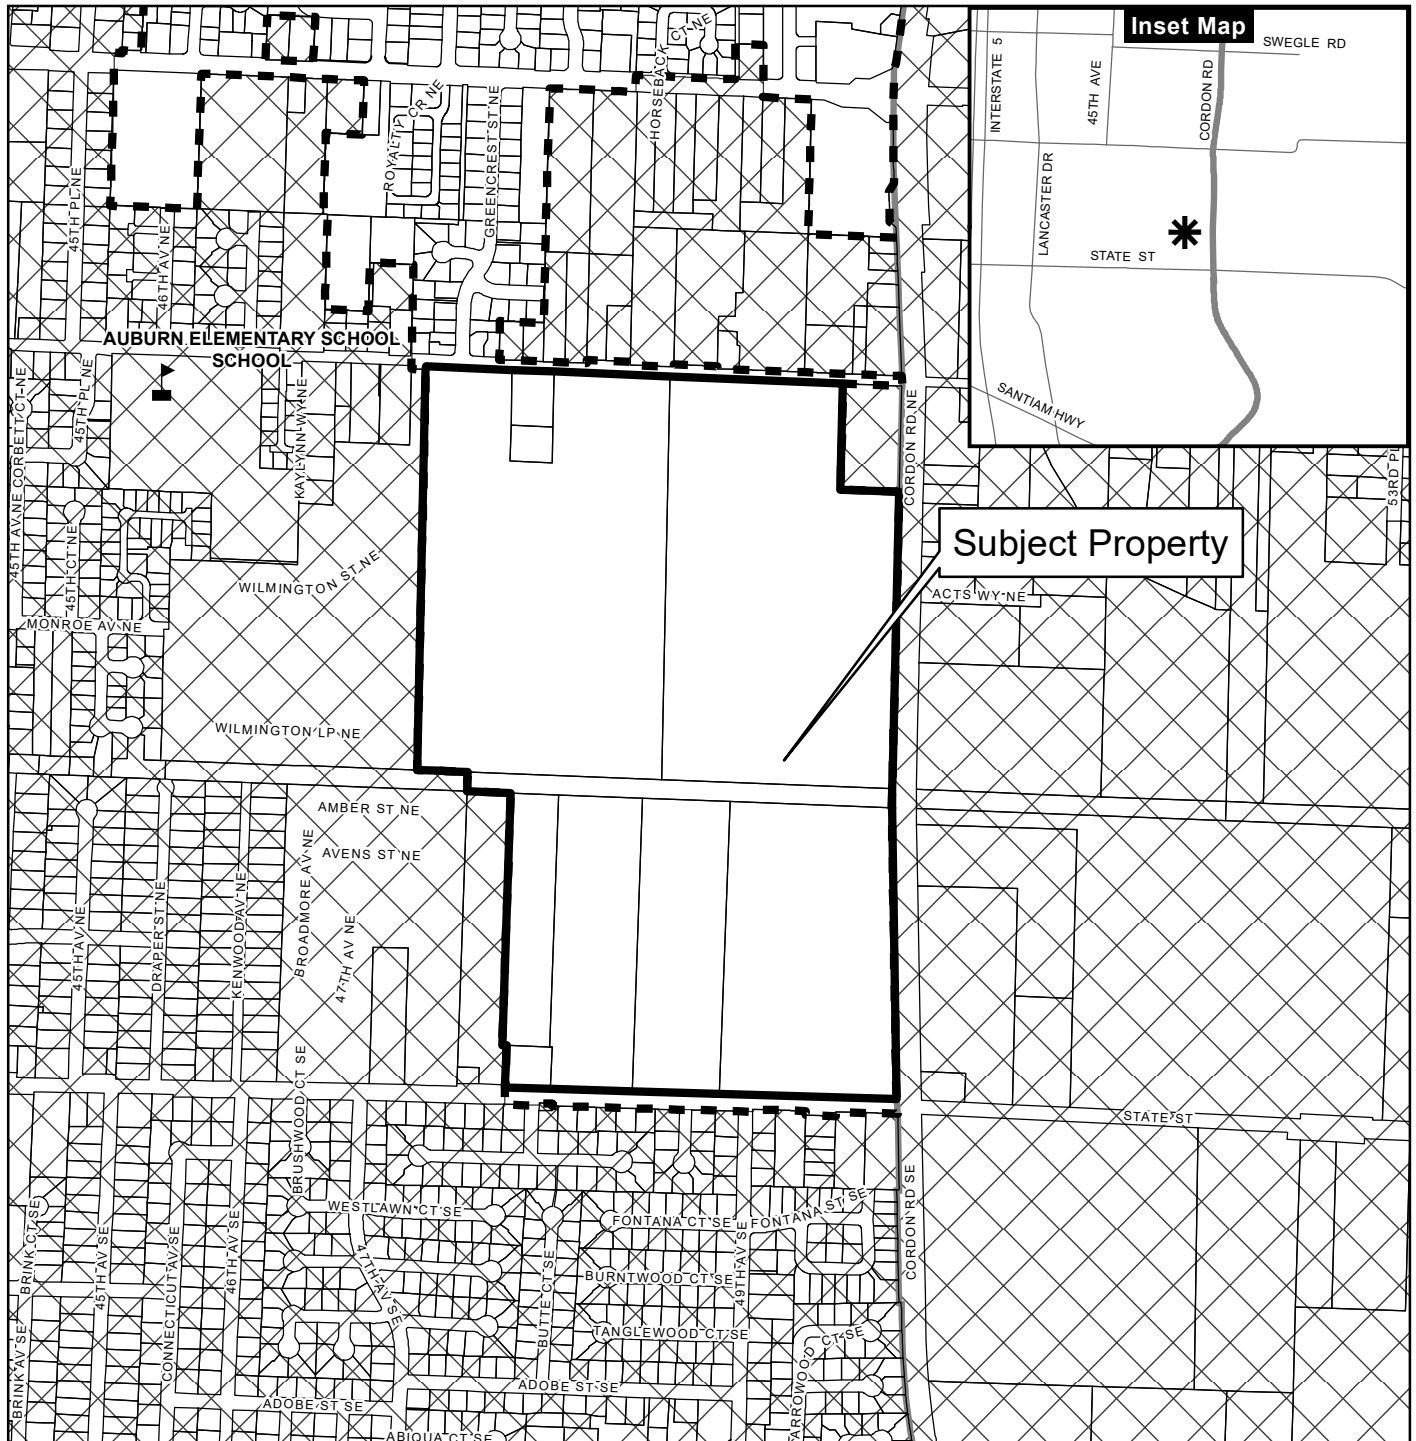 Inset Map
SWEGLE RD
INTERSTATE 5
45TH AVE
CORDON RD
LANCASTER DR
STATE ST
SANTIAM HWY
HORSEBACK CT NE
ROYALTY CR NE
GREENCREST ST NE
45TH PL NE
46TH AV NE
AUBURN ELEMENTARY SCHOOL
SCHOOL
45TH PL NE
CORBETT CT NE
45TH AV NE
KAYLYNN WY NE
CORDON RD NE
53RD PL
45TH CT NE
WILMINGTON ST NE
Subject Property
ACTS WY NE
MONROE AV NE
WILMINGTON LP NE
AMBER ST NE
AVENS ST NE
BROADMORE AV NE
45TH AV NE
DRAPER ST NE
KENWOOD AV NE
47TH AV NE
BRUSHWOOD CT SE
STATE ST
WESTLAWN CT SE
FONTANA CT SE
FONTANA ST SE
CORDON RD SE
BRINK CT SE
45TH AV SE
CONNECTICUT AV SE
46TH AV SE
47TH AV SE
BUTTE CT SE
BURNTWOOD CT SE
49TH AV SE
TANGLEWOOD CT SE
ARROWOOD CT SE
BRINK AV SE
ADOBE ST SE
ADOBE ST SE
ABIQUA CT SE